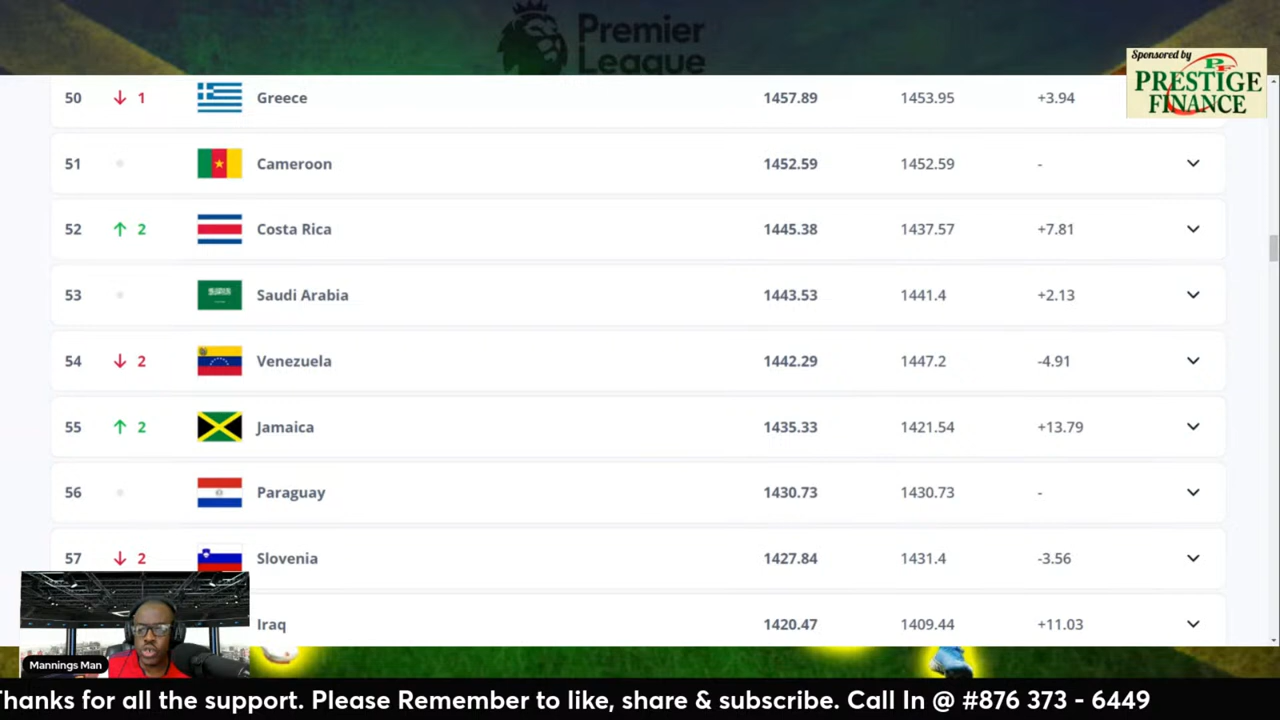 Premier
League
Sponsored by
PF
PRESTIGE
FINANCE
50 1 Greece 1457.89 1453.95 +3.94
51 Cameroon 1452.59 1452.59 -
52 2 Costa Rica 1445.38 1437.57 +7.81
53 Saudi Arabia 1443.53 1441.4 +2.13
54 2 Venezuela 1442.29 1447.2 -4.91
55 2 Jamaica 1435.33 1421.54 +13.79
56 Paraguay 1430.73 1430.73 -
57 2 Slovenia 1427.84 1431.4 -3.56
Iraq 1420.47 1409.44 +11.03
Mannings Man
Thanks for all the support. Please Remember to like, share & subscribe. Call In @ #876 373 - 6449